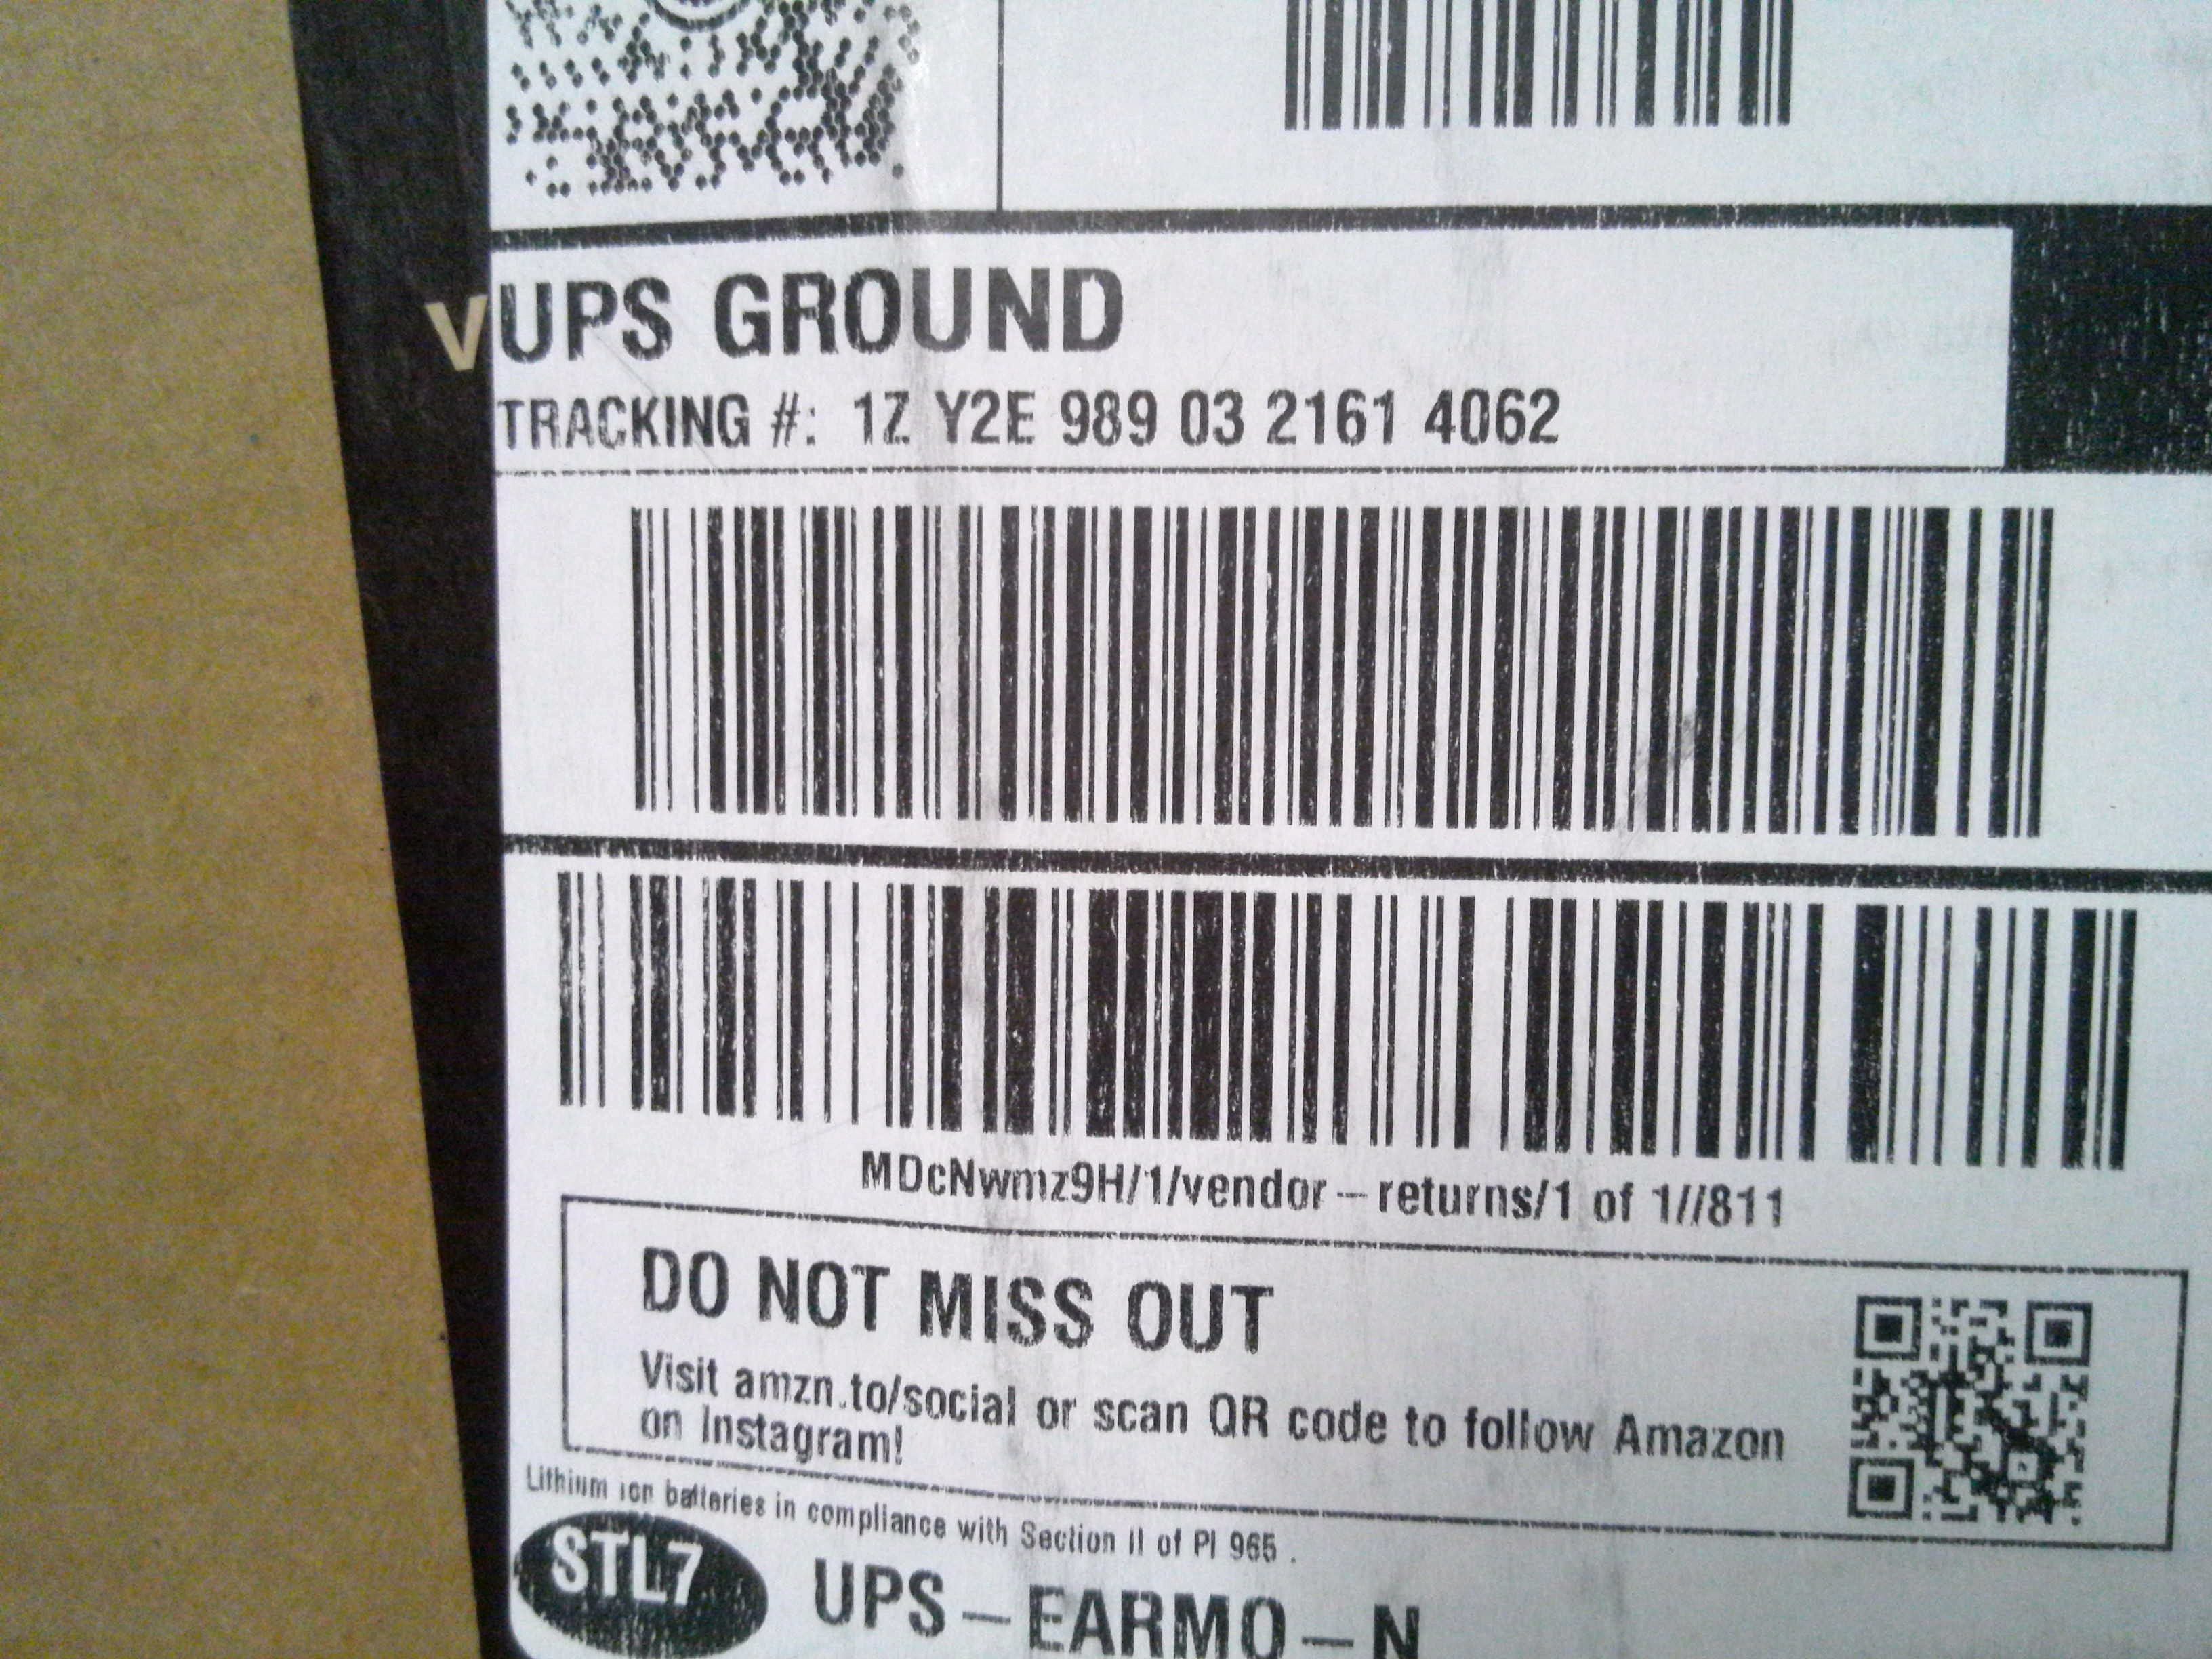 V
UPS GROUND
TRACKING #: 1Z Y2E 989 03 2161 4062
MDcNwmz9H/1/vendor-returns/1 of 1//811
DO NOT MISS OUT
Visit amzn.to/social or scan QR code to follow Amazon
on Instagram!
Lithium ion batteries in compliance with Section II of PI 965 .
STL7
UPS-EARMO-N